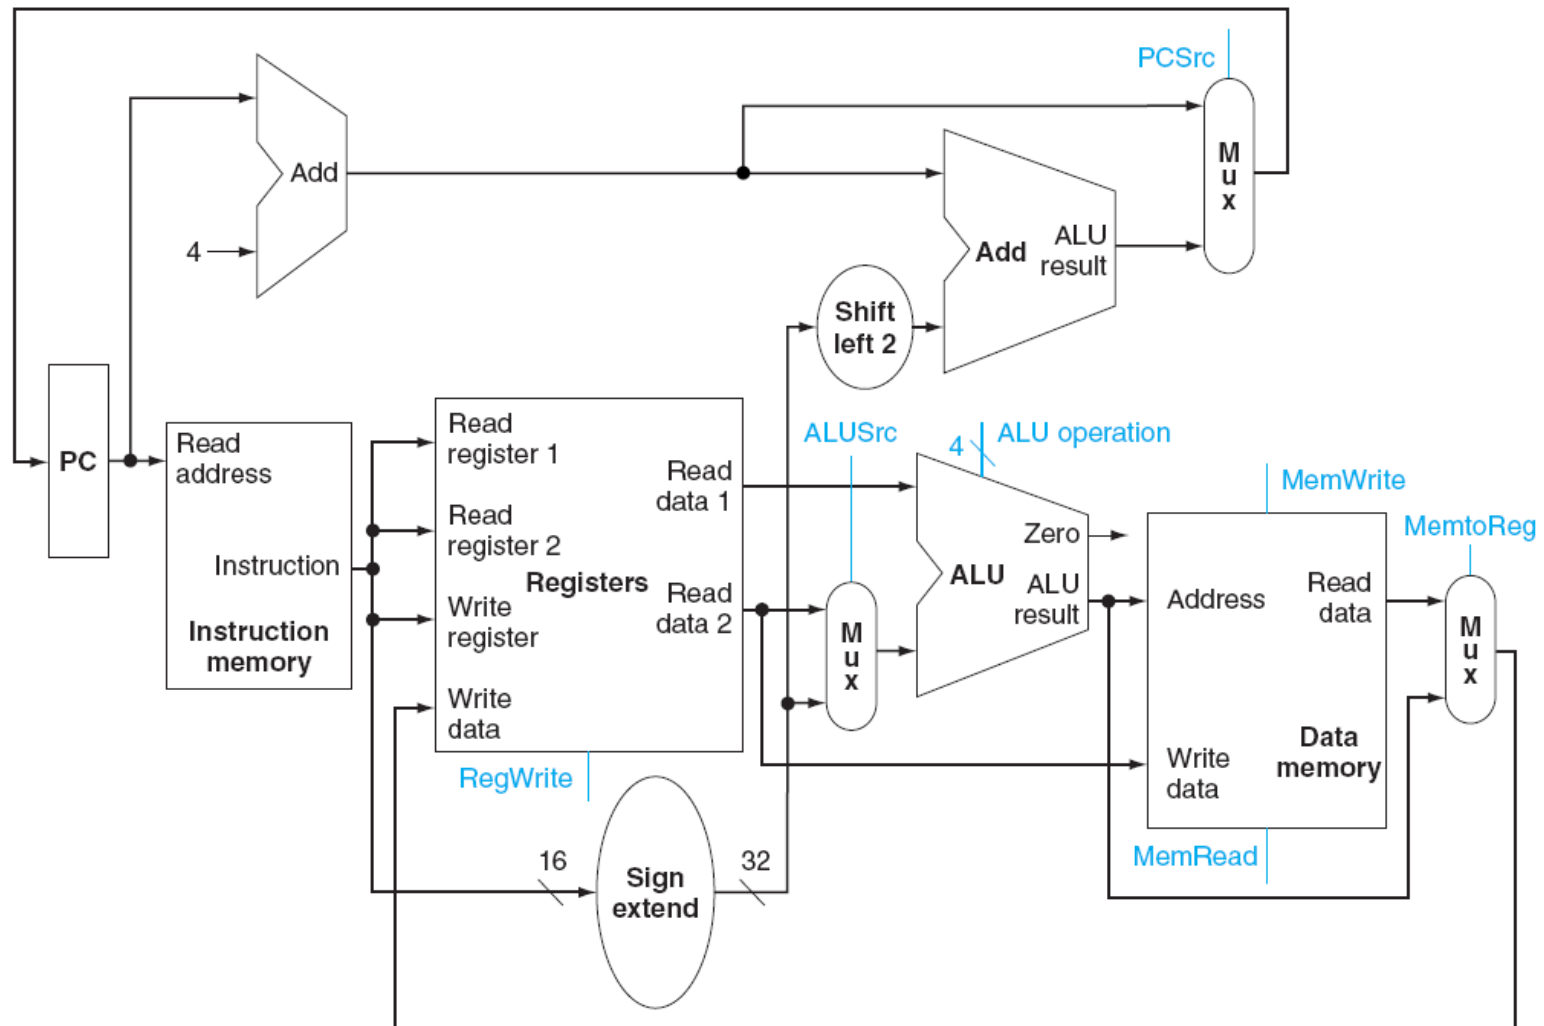 PCSrc
M
u
x
Add
4
Add
ALU
result
Shift
left 2
PC
Read
address
Instruction
Instruction
memory
Read
register 1
Read
register 2
Write
register
Write
data
Registers
Read
data 1
Read
data 2
RegWrite
16
Sign
extend
32
ALUSrc
M
u
x
4
ALU operation
Zero
ALU
ALU
result
MemWrite
Address
Read
data
Write
data
Data
memory
MemRead
MemtoReg
M
u
x